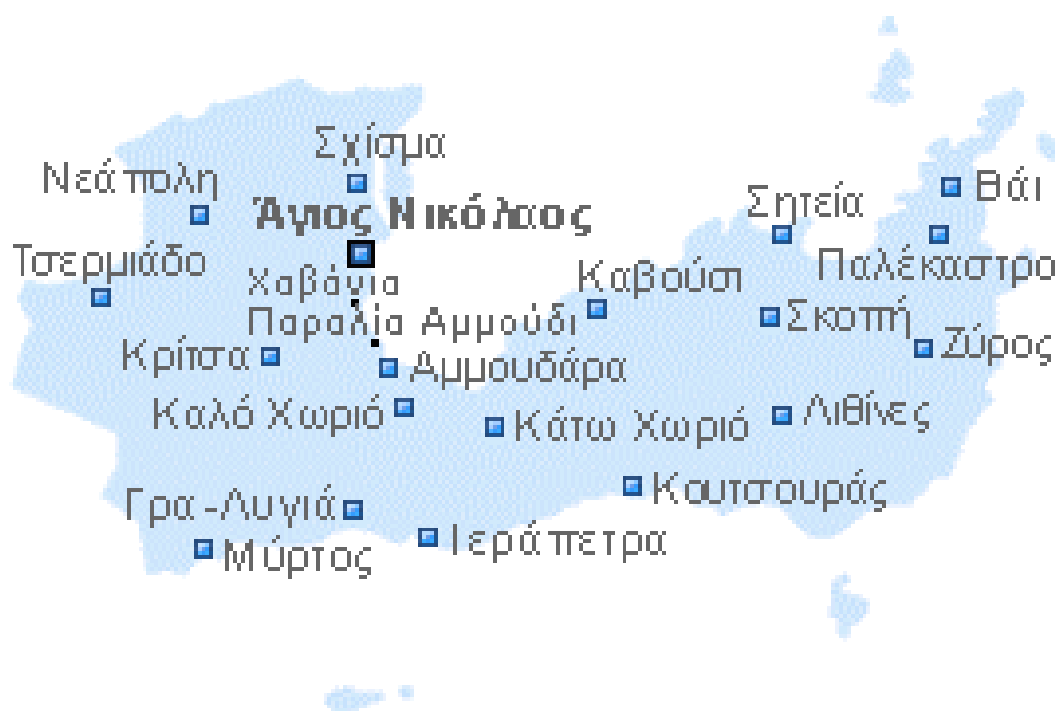 Σχίσμα
Νεάπολη
Βάι
Σητεία
Άγιος Νικόλαος
Τσερμιάδο
Παλέκαστρο
Χαβάνια
Καβούσι
Παραλία Αμμούδι
Σκοπή
Ζύρος
Κρίτσα
Αμμουδάρα
Καλό Χωριό
Λιθίνες
Κάτω Χωριό
Κουτσουράς
Γρα-Λυγιά
Ιεράπετρα
Μύρτος